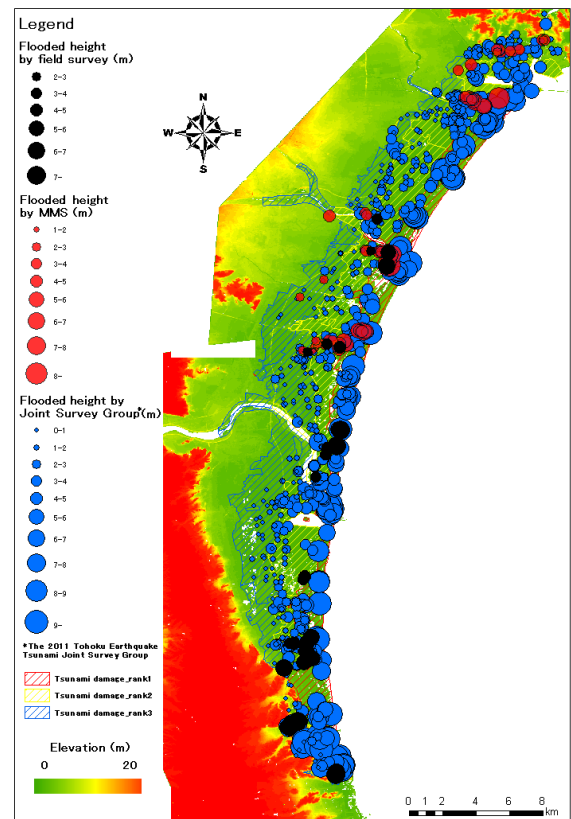 Legend
Flooded height
by field survey (m)
2-3
3-4
4-5
5-6
6-7
7-
Flooded height
by MMS (m)
1-2
2-3
3-4
4-5
5-6
6-7
7-8
8-
Flooded height by
Joint Survey Group*(m)
0-1
1-2
2-3
3-4
4-5
5-6
6-7
7-8
8-9
9-
*The 2011 Tohoku Earthquake
Tsunami Joint Survey Group
Tsunami damage_rank1
Tsunami damage_rank2
Tsunami damage_rank3
Elevation (m)
0 20
N
W E
S
0 1 2 4 6 8
km